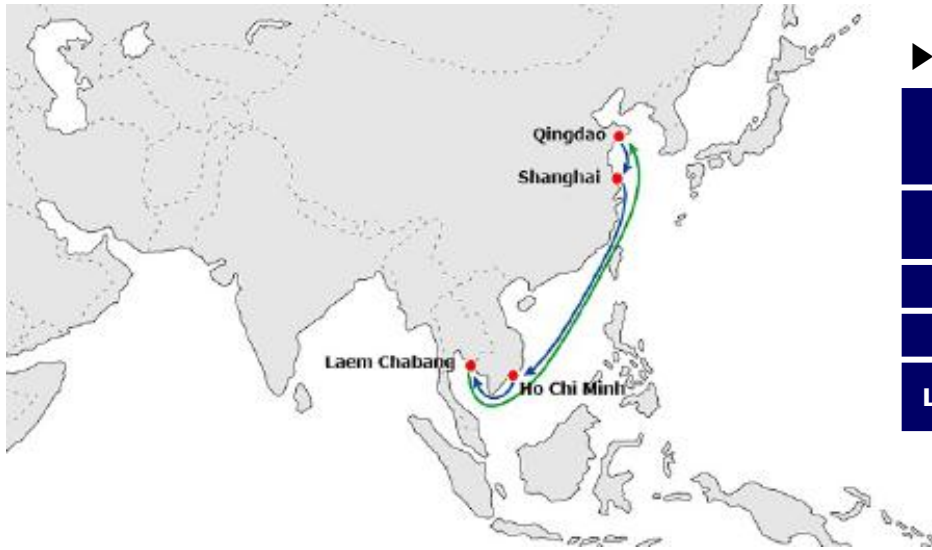 Qingdao
Shanghai
Laem Chabang
Ho Chi Minh
L